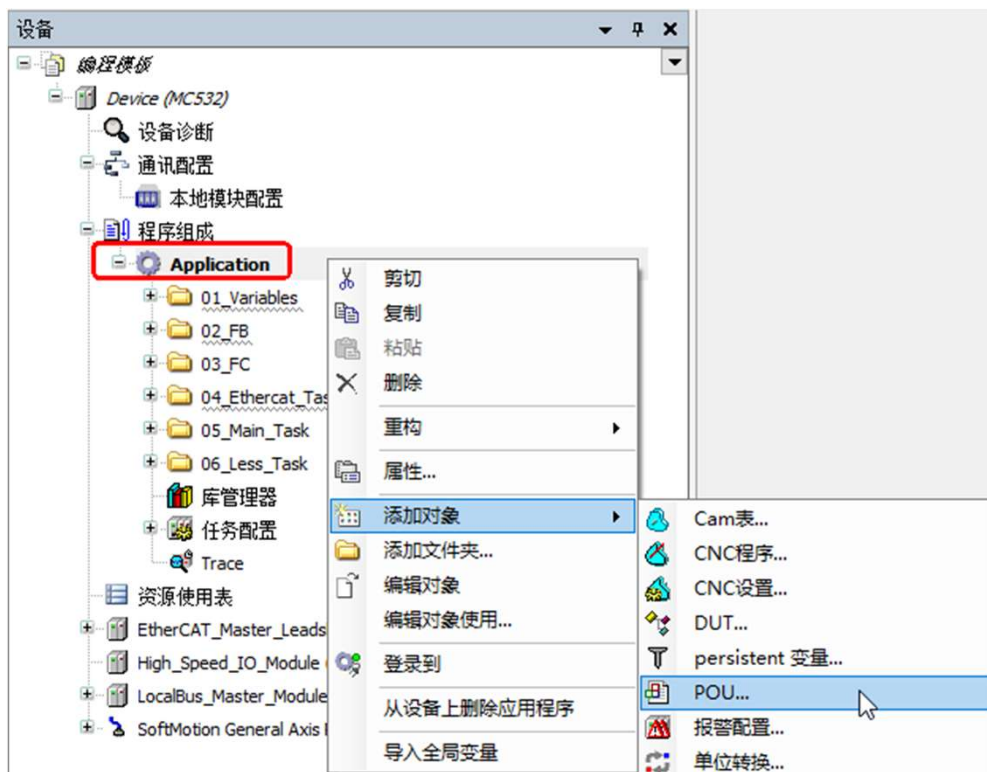 设备
编程模板
Device (MC532)
设备诊断
通讯配置
本地模块配置
程序组成
Application
01_Variables
02_FB
03_FC
04_Ethercat_Tas
05_Main_Task
06_Less_Task
库管理器
任务配置
Trace
资源使用表
EtherCAT_Master_Leads
High_Speed_IO_Module
LocalBus_Master_Module
SoftMotion General Axis
剪切
复制
粘贴
删除
重构
属性...
添加对象
添加文件夹...
编辑对象
编辑对象使用...
登录到
从设备上删除应用程序
导入全局变量
Cam表...
CNC程序...
CNC设置...
DUT...
persistent 变量...
POU...
报警配置...
单位转换...